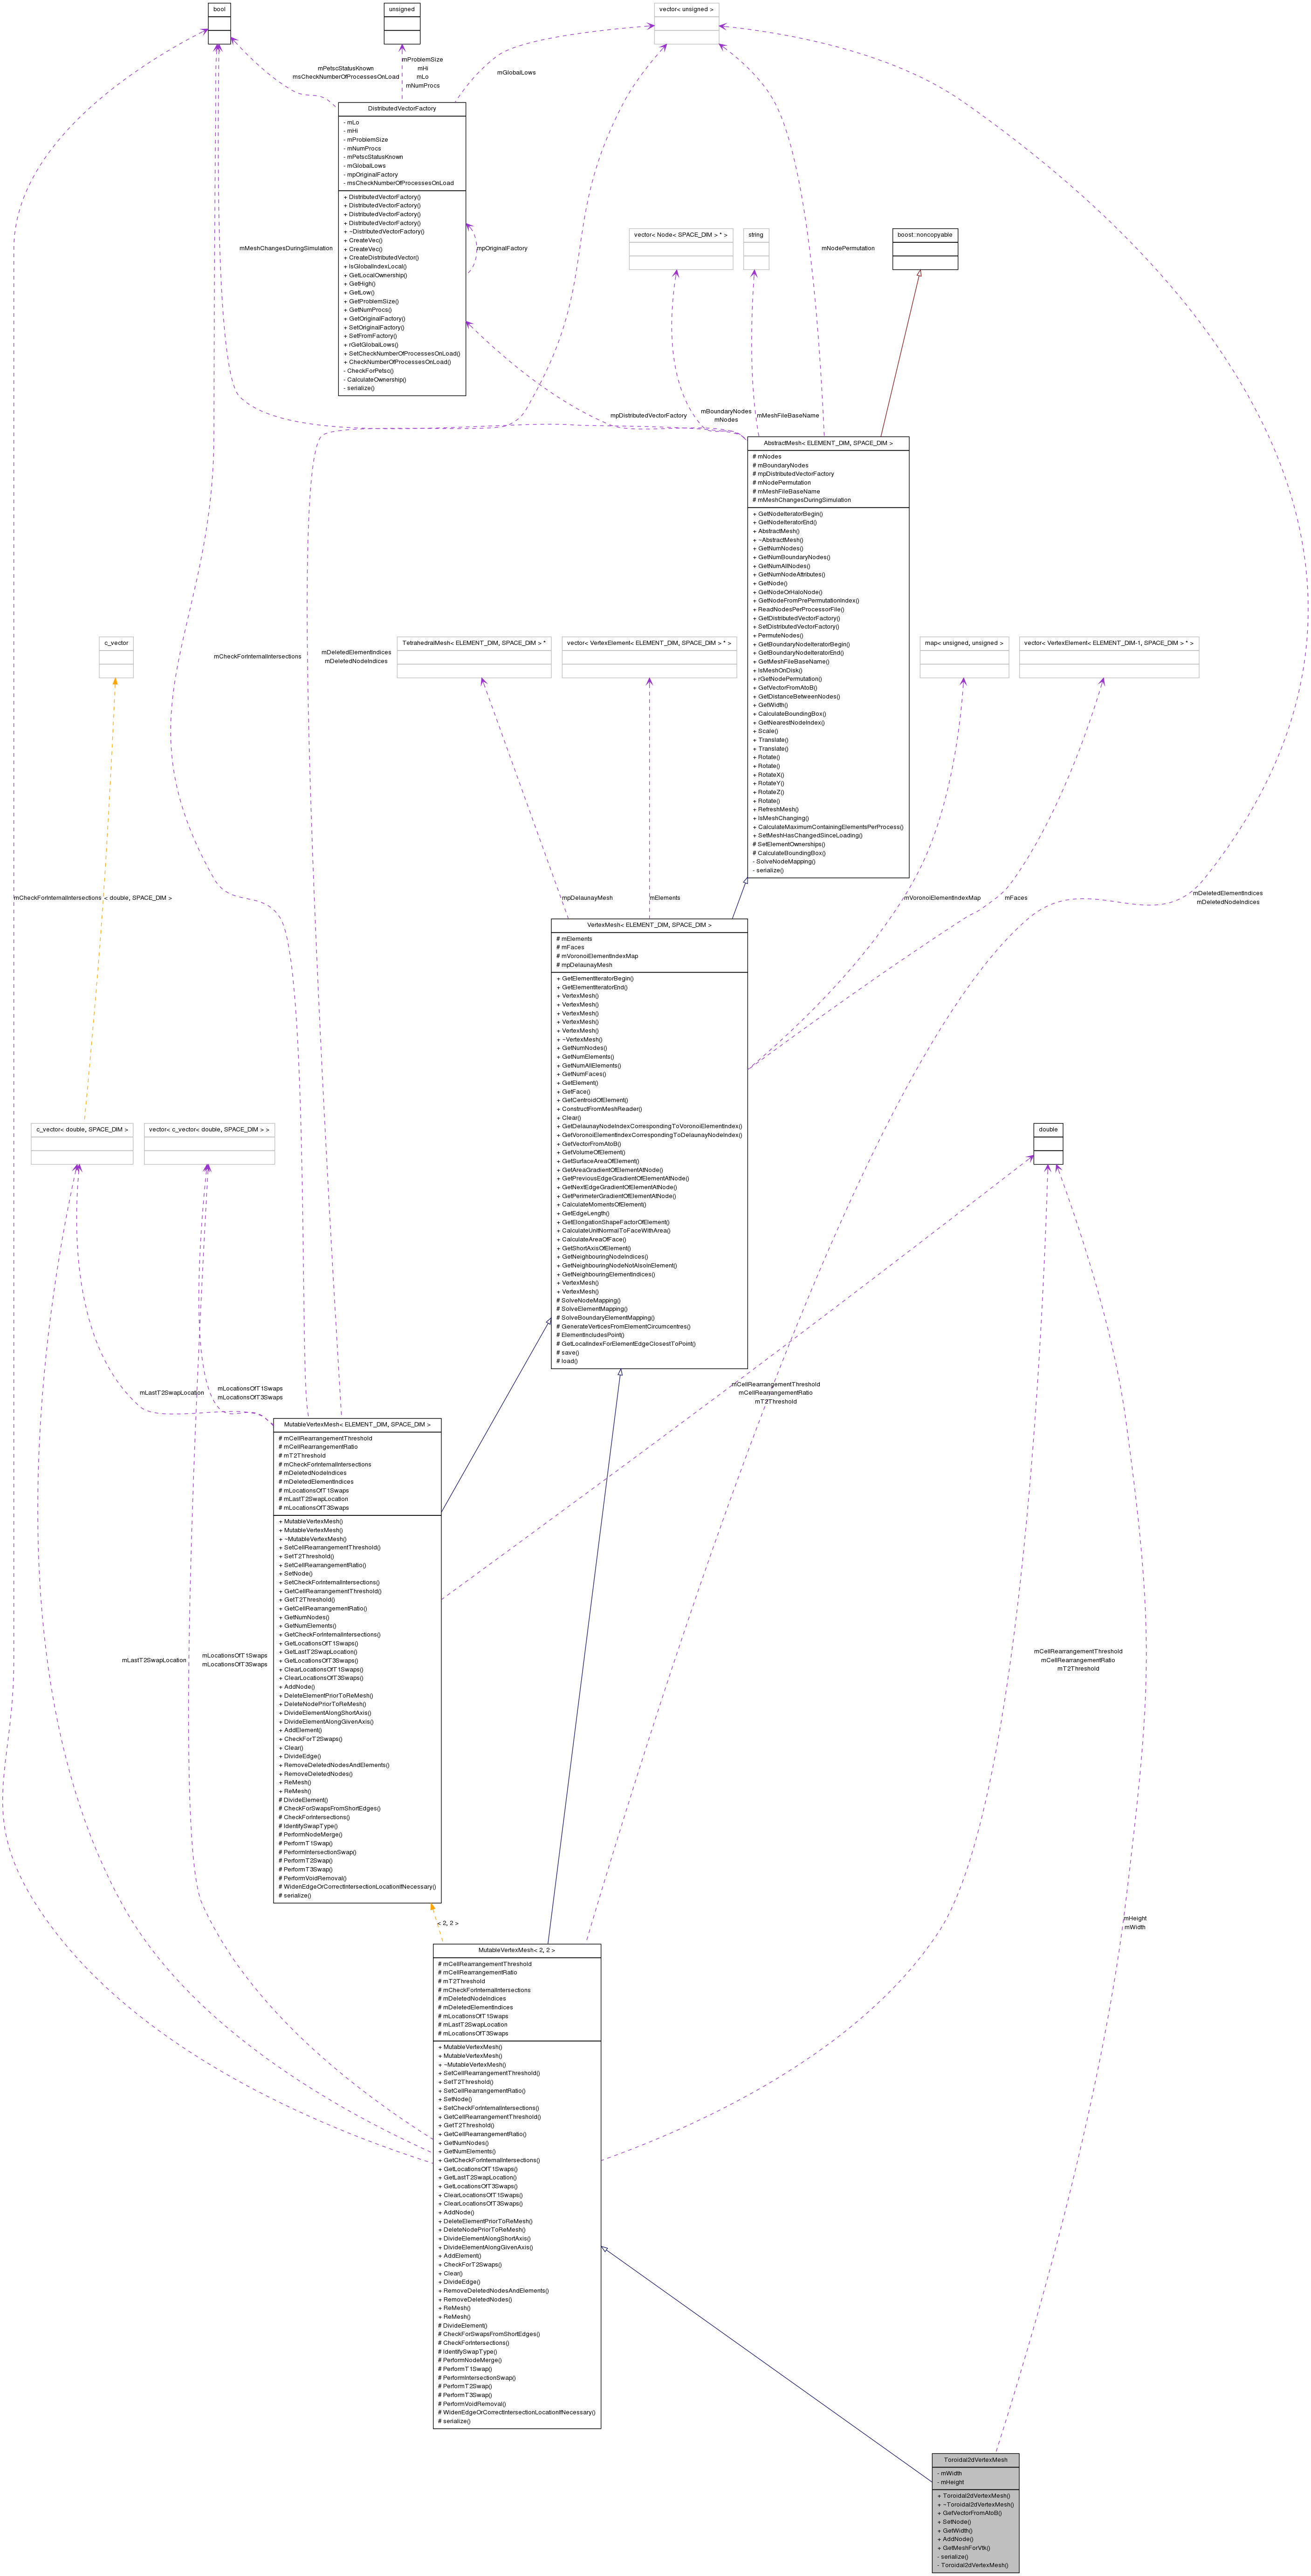 bool
unsigned
vector< unsigned >
mPetscStatusKnown
msCheckNumberOfProcessesOnLoad
mProblemSize
mHi
mLo
mNumProcs
mGlobalLows
DistributedVectorFactory
- mLo
- mHi
- mProblemSize
- mNumProcs
- mPetscStatusKnown
- mGlobalLows
- mpOriginalFactory
- msCheckNumberOfProcessesOnLoad
+ DistributedVectorFactory()
+ DistributedVectorFactory()
+ DistributedVectorFactory()
+ DistributedVectorFactory()
+ ~DistributedVectorFactory()
+ CreateVec()
+ CreateVec()
+ CreateDistributedVector()
+ IsGlobalIndexLocal()
+ GetLocalOwnership()
+ GetHigh()
+ GetLow()
+ GetProblemSize()
+ GetNumProcs()
+ GetOriginalFactory()
+ SetOriginalFactory()
+ SetFromFactory()
+ rGetGlobalLows()
+ SetCheckNumberOfProcessesOnLoad()
+ CheckNumberOfProcessesOnLoad()
- CheckForPetsc()
- CalculateOwnership()
- serialize()
mMeshChangesDuringSimulation
mpOriginalFactory
vector< Node< SPACE_DIM > * >
string
mNodePermutation
boost::noncopyable
mpDistributedVectorFactory
mBoundaryNodes
mNodes
mMeshFileBaseName
AbstractMesh< ELEMENT_DIM, SPACE_DIM >
# mNodes
# mBoundaryNodes
# mpDistributedVectorFactory
# mNodePermutation
# mMeshFileBaseName
# mMeshChangesDuringSimulation
+ GetNodeIteratorBegin()
+ GetNodeIteratorEnd()
+ AbstractMesh()
+ ~AbstractMesh()
+ GetNumNodes()
+ GetNumBoundaryNodes()
+ GetNumAllNodes()
+ GetNumNodeAttributes()
+ GetNode()
+ GetNodeOrHaloNode()
+ GetNodeFromPrePermutationIndex()
+ ReadNodesPerProcessorFile()
+ GetDistributedVectorFactory()
+ SetDistributedVectorFactory()
+ PermuteNodes()
+ GetBoundaryNodeIteratorBegin()
+ GetBoundaryNodeIteratorEnd()
+ GetMeshFileBaseName()
+ IsMeshOnDisk()
+ rGetNodePermutation()
+ GetVectorFromAtoB()
+ GetDistanceBetweenNodes()
+ GetWidth()
+ CalculateBoundingBox()
+ GetNearestNodeIndex()
+ Scale()
+ Translate()
+ Translate()
+ Rotate()
+ Rotate()
+ RotateX()
+ RotateY()
+ RotateZ()
+ Rotate()
+ RefreshMesh()
+ IsMeshChanging()
+ CalculateMaximumContainingElementsPerProcess()
+ SetMeshHasChangedSinceLoading()
# SetElementOwnerships()
# CalculateBoundingBox()
- SolveNodeMapping()
- serialize()
c_vector
mCheckForInternalIntersections
mDeletedElementIndices
mDeletedNodeIndices
TetrahedralMesh< ELEMENT_DIM, SPACE_DIM > *
vector< VertexElement< ELEMENT_DIM, SPACE_DIM > * >
map< unsigned, unsigned >
vector< VertexElement< ELEMENT_DIM-1, SPACE_DIM > * >
mCheckForInternalIntersections
< double, SPACE_DIM >
mpDelaunayMesh
mElements
mVoronoiElementIndexMap
mFaces
mDeletedElementIndices
mDeletedNodeIndices
VertexMesh< ELEMENT_DIM, SPACE_DIM >
# mElements
# mFaces
# mVoronoiElementIndexMap
# mpDelaunayMesh
+ GetElementIteratorBegin()
+ GetElementIteratorEnd()
+ VertexMesh()
+ VertexMesh()
+ VertexMesh()
+ VertexMesh()
+ VertexMesh()
+ ~VertexMesh()
+ GetNumNodes()
+ GetNumElements()
+ GetNumAllElements()
+ GetNumFaces()
+ GetElement()
+ GetFace()
+ GetCentroidOfElement()
+ ConstructFromMeshReader()
+ Clear()
+ GetDelaunayNodeIndexCorrespondingToVoronoiElementIndex()
+ GetVoronoiElementIndexCorrespondingToDelaunayNodeIndex()
+ GetVectorFromAtoB()
+ GetVolumeOfElement()
+ GetSurfaceAreaOfElement()
+ GetAreaGradientOfElementAtNode()
+ GetPreviousEdgeGradientOfElementAtNode()
+ GetNextEdgeGradientOfElementAtNode()
+ GetPerimeterGradientOfElementAtNode()
+ CalculateMomentsOfElement()
+ GetEdgeLength()
+ GetElongationShapeFactorOfElement()
+ CalculateUnitNormalToFaceWithArea()
+ CalculateAreaOfFace()
+ GetShortAxisOfElement()
+ GetNeighbouringNodeIndices()
+ GetNeighbouringNodeNotAlsoInElement()
+ GetNeighbouringElementIndices()
+ VertexMesh()
+ VertexMesh()
# SolveNodeMapping()
# SolveElementMapping()
# SolveBoundaryElementMapping()
# GenerateVerticesFromElementCircumcentres()
# ElementIncludesPoint()
# GetLocalIndexForElementEdgeClosestToPoint()
# save()
# load()
c_vector< double, SPACE_DIM >
vector< c_vector< double, SPACE_DIM > >
double
mLastT2SwapLocation
mLocationsOfT1Swaps
mLocationsOfT3Swaps
mCellRearrangementThreshold
mCellRearrangementRatio
mT2Threshold
MutableVertexMesh< ELEMENT_DIM, SPACE_DIM >
# mCellRearrangementThreshold
# mCellRearrangementRatio
# mT2Threshold
# mCheckForInternalIntersections
# mDeletedNodeIndices
# mDeletedElementIndices
# mLocationsOfT1Swaps
# mLastT2SwapLocation
# mLocationsOfT3Swaps
+ MutableVertexMesh()
+ MutableVertexMesh()
+ ~MutableVertexMesh()
+ SetCellRearrangementThreshold()
+ SetT2Threshold()
+ SetCellRearrangementRatio()
+ SetNode()
+ SetCheckForInternalIntersections()
+ GetCellRearrangementThreshold()
+ GetT2Threshold()
+ GetCellRearrangementRatio()
+ GetNumNodes()
+ GetNumElements()
+ GetCheckForInternalIntersections()
+ GetLocationsOfT1Swaps()
+ GetLastT2SwapLocation()
+ GetLocationsOfT3Swaps()
+ ClearLocationsOfT1Swaps()
+ ClearLocationsOfT3Swaps()
+ AddNode()
+ DeleteElementPriorToReMesh()
+ DeleteNodePriorToReMesh()
+ DivideElementAlongShortAxis()
+ DivideElementAlongGivenAxis()
+ AddElement()
+ CheckForT2Swaps()
+ Clear()
+ DivideEdge()
+ RemoveDeletedNodesAndElements()
+ RemoveDeletedNodes()
+ ReMesh()
+ ReMesh()
# DivideElement()
# CheckForSwapsFromShortEdges()
# CheckForIntersections()
# IdentifySwapType()
# PerformNodeMerge()
# PerformT1Swap()
# PerformIntersectionSwap()
# PerformT2Swap()
# PerformT3Swap()
# PerformVoidRemoval()
# WidenEdgeOrCorrectIntersectionLocationIfNecessary()
# serialize()
mLastT2SwapLocation
mLocationsOfT1Swaps
mLocationsOfT3Swaps
mCellRearrangementThreshold
mCellRearrangementRatio
mT2Threshold
< 2, 2 >
mHeight
mWidth
MutableVertexMesh< 2, 2 >
# mCellRearrangementThreshold
# mCellRearrangementRatio
# mT2Threshold
# mCheckForInternalIntersections
# mDeletedNodeIndices
# mDeletedElementIndices
# mLocationsOfT1Swaps
# mLastT2SwapLocation
# mLocationsOfT3Swaps
+ MutableVertexMesh()
+ MutableVertexMesh()
+ ~MutableVertexMesh()
+ SetCellRearrangementThreshold()
+ SetT2Threshold()
+ SetCellRearrangementRatio()
+ SetNode()
+ SetCheckForInternalIntersections()
+ GetCellRearrangementThreshold()
+ GetT2Threshold()
+ GetCellRearrangementRatio()
+ GetNumNodes()
+ GetNumElements()
+ GetCheckForInternalIntersections()
+ GetLocationsOfT1Swaps()
+ GetLastT2SwapLocation()
+ GetLocationsOfT3Swaps()
+ ClearLocationsOfT1Swaps()
+ ClearLocationsOfT3Swaps()
+ AddNode()
+ DeleteElementPriorToReMesh()
+ DeleteNodePriorToReMesh()
+ DivideElementAlongShortAxis()
+ DivideElementAlongGivenAxis()
+ AddElement()
+ CheckForT2Swaps()
+ Clear()
+ DivideEdge()
+ RemoveDeletedNodesAndElements()
+ RemoveDeletedNodes()
+ ReMesh()
+ ReMesh()
# DivideElement()
# CheckForSwapsFromShortEdges()
# CheckForIntersections()
# IdentifySwapType()
# PerformNodeMerge()
# PerformT1Swap()
# PerformIntersectionSwap()
# PerformT2Swap()
# PerformT3Swap()
# PerformVoidRemoval()
# WidenEdgeOrCorrectIntersectionLocationIfNecessary()
# serialize()
Toroidal2dVertexMesh
- mWidth
- mHeight
+ Toroidal2dVertexMesh()
+ ~Toroidal2dVertexMesh()
+ GetVectorFromAtoB()
+ SetNode()
+ GetWidth()
+ AddNode()
+ GetMeshForVtk()
- serialize()
- Toroidal2dVertexMesh()